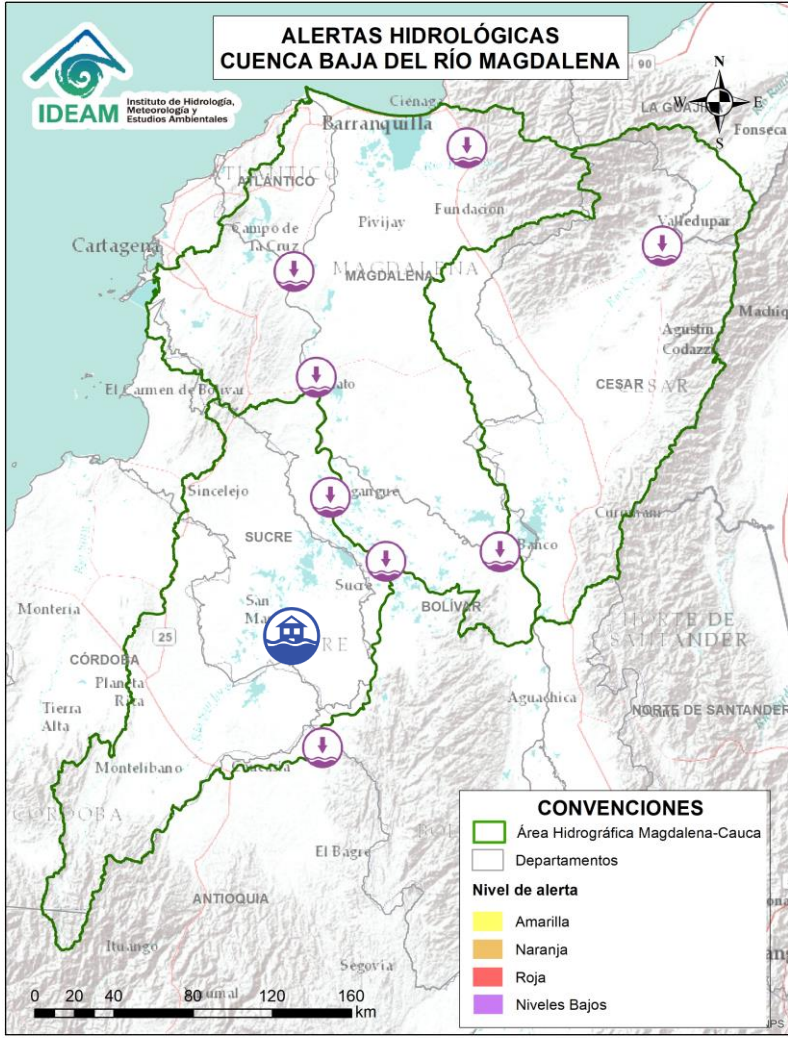 ALERTAS HIDROLÓGICAS
CUENCA BAJA DEL RÍO MAGDALENA
IDEAM
Instituto de Hidrología,
Meteorología y
Estudios Ambientales
N
W
E
S
90
LA GUAJIRA
Fonseca
Ciénaga
Barranquilla
ATLÁNTICO
ATLÁNTICO
Fundación
Pivijay
Campo de
la Cruz
Valledupar
Cartagena
MAGDALENA
MAGDALENA
Agustín
Codazzi
CESAR
CESAR
El Carmen de Bolívar
Sincelejo
SUCRE
Banco
Sucre
BOLÍVAR
San
NORTE DE
SANTANDER
Montería
25
CÓRDOBA
Planeta
Rica
Tierra
Alta
Aguachica
NORTE DE SANTANDER
Montelibano
CÓRDOBA
El Bagre
ANTIOQUIA
Ituango
Segovia
CONVENCIONES
Área Hidrográfica Magdalena-Cauca
Departamentos
Nivel de alerta
Amarilla
Naranja
Roja
Niveles Bajos
0 20 40 80 120 160
km